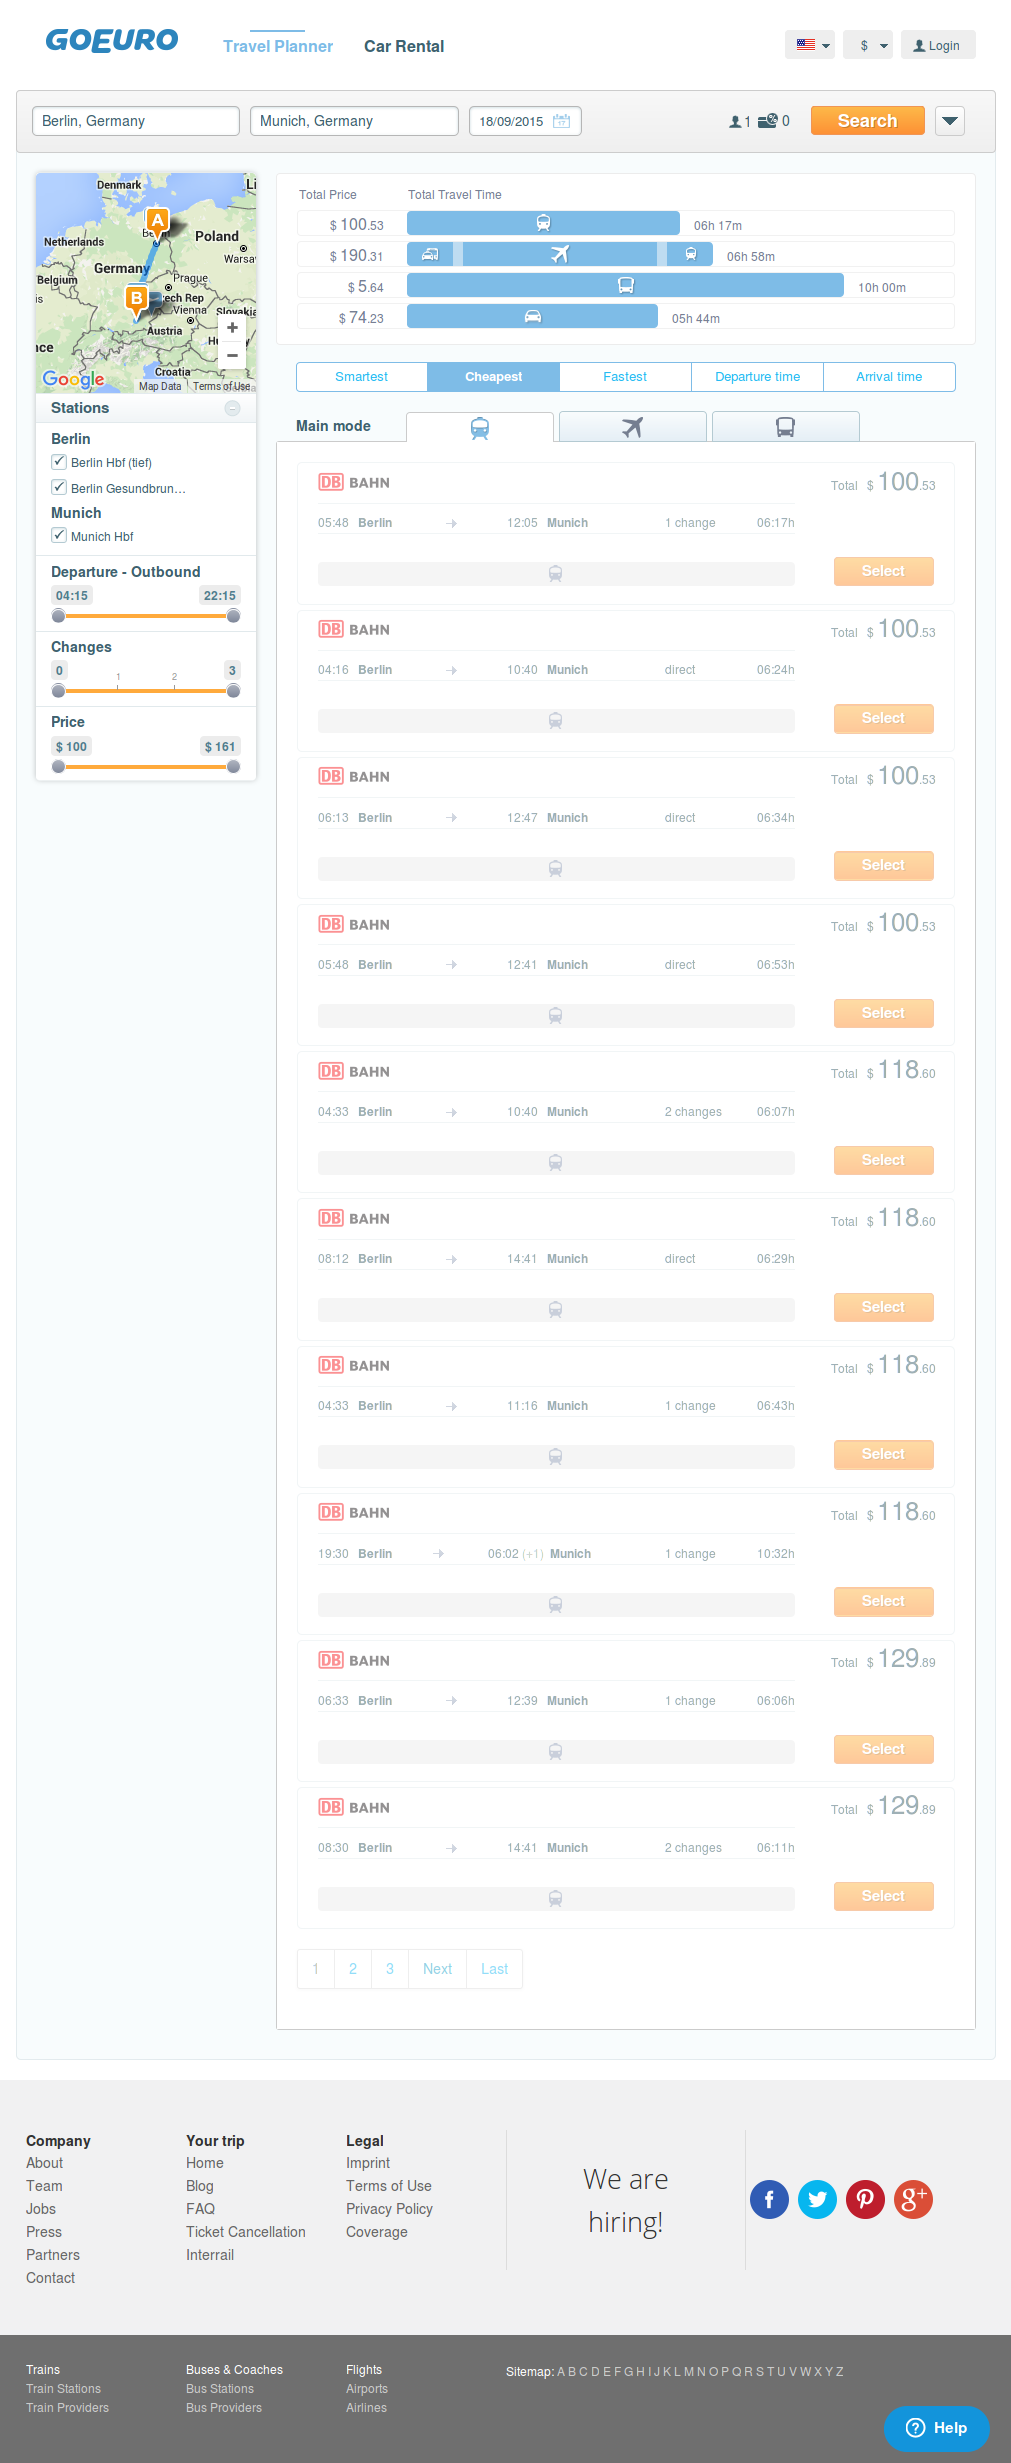 GOEURO
Travel Planner
Car Rental
$
Login
Berlin, Germany
Munich, Germany
18/09/2015
1
0
Search
Denmark
Netherlands
Poland
Germany
Belgium
Prague
Vienna
Austria
Croatia
Google
Map Data
Terms of Use
Stations
Berlin
Berlin Hbf (tief)
Berlin Gesundbrun…
Munich
Munich Hbf
Departure - Outbound
04:15 22:15
Changes
0 1 2 3
Price
$ 100 $ 161
Total Price Total Travel Time
$ 100.53 06h 17m
$ 190.31 06h 58m
$ 5.64 10h 00m
$ 74.23 05h 44m
Smartest Cheapest Fastest Departure time Arrival time
Main mode
DB BAHN Total $ 100.53
05:48 Berlin 12:05 Munich 1 change 06:17h
Select
DB BAHN Total $ 100.53
04:16 Berlin 10:40 Munich direct 06:24h
Select
DB BAHN Total $ 100.53
06:13 Berlin 12:47 Munich direct 06:34h
Select
DB BAHN Total $ 100.53
05:48 Berlin 12:41 Munich direct 06:53h
Select
DB BAHN Total $ 118.60
04:33 Berlin 10:40 Munich 2 changes 06:07h
Select
DB BAHN Total $ 118.60
08:12 Berlin 14:41 Munich direct 06:29h
Select
DB BAHN Total $ 118.60
04:33 Berlin 11:16 Munich 1 change 06:43h
Select
DB BAHN Total $ 118.60
19:30 Berlin 06:02 (+1) Munich 1 change 10:32h
Select
DB BAHN Total $ 129.89
06:33 Berlin 12:39 Munich 1 change 06:06h
Select
DB BAHN Total $ 129.89
08:30 Berlin 14:41 Munich 2 changes 06:11h
Select
1 2 3 Next Last
Company
About
Team
Jobs
Press
Partners
Contact
Your trip
Home
Blog
FAQ
Ticket Cancellation
Interrail
Legal
Imprint
Terms of Use
Privacy Policy
Coverage
We are
hiring!
Trains
Train Stations
Train Providers
Buses & Coaches
Bus Stations
Bus Providers
Flights
Airports
Airlines
Sitemap: A B C D E F G H I J K L M N O P Q R S T U V W X Y Z
Help